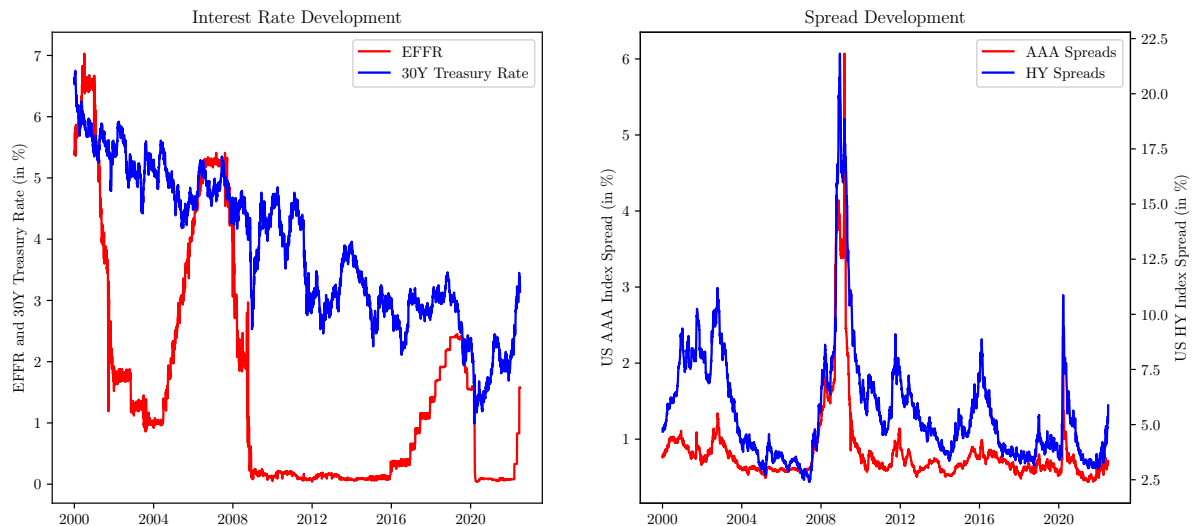 Interest Rate Development
EFFR and 30Y Treasury Rate (in %)
7
6
5
4
3
2
1
0
EFFR
30Y Treasury Rate
2000 2004 2008 2012 2016 2020
Spread Development
US AAA Index Spread (in %)
6
5
4
3
2
1
AAA Spreads
HY Spreads
22.5
20.0
17.5
15.0
12.5
10.0
7.5
5.0
2.5
US HY Index Spread (in %)
2000 2004 2008 2012 2016 2020